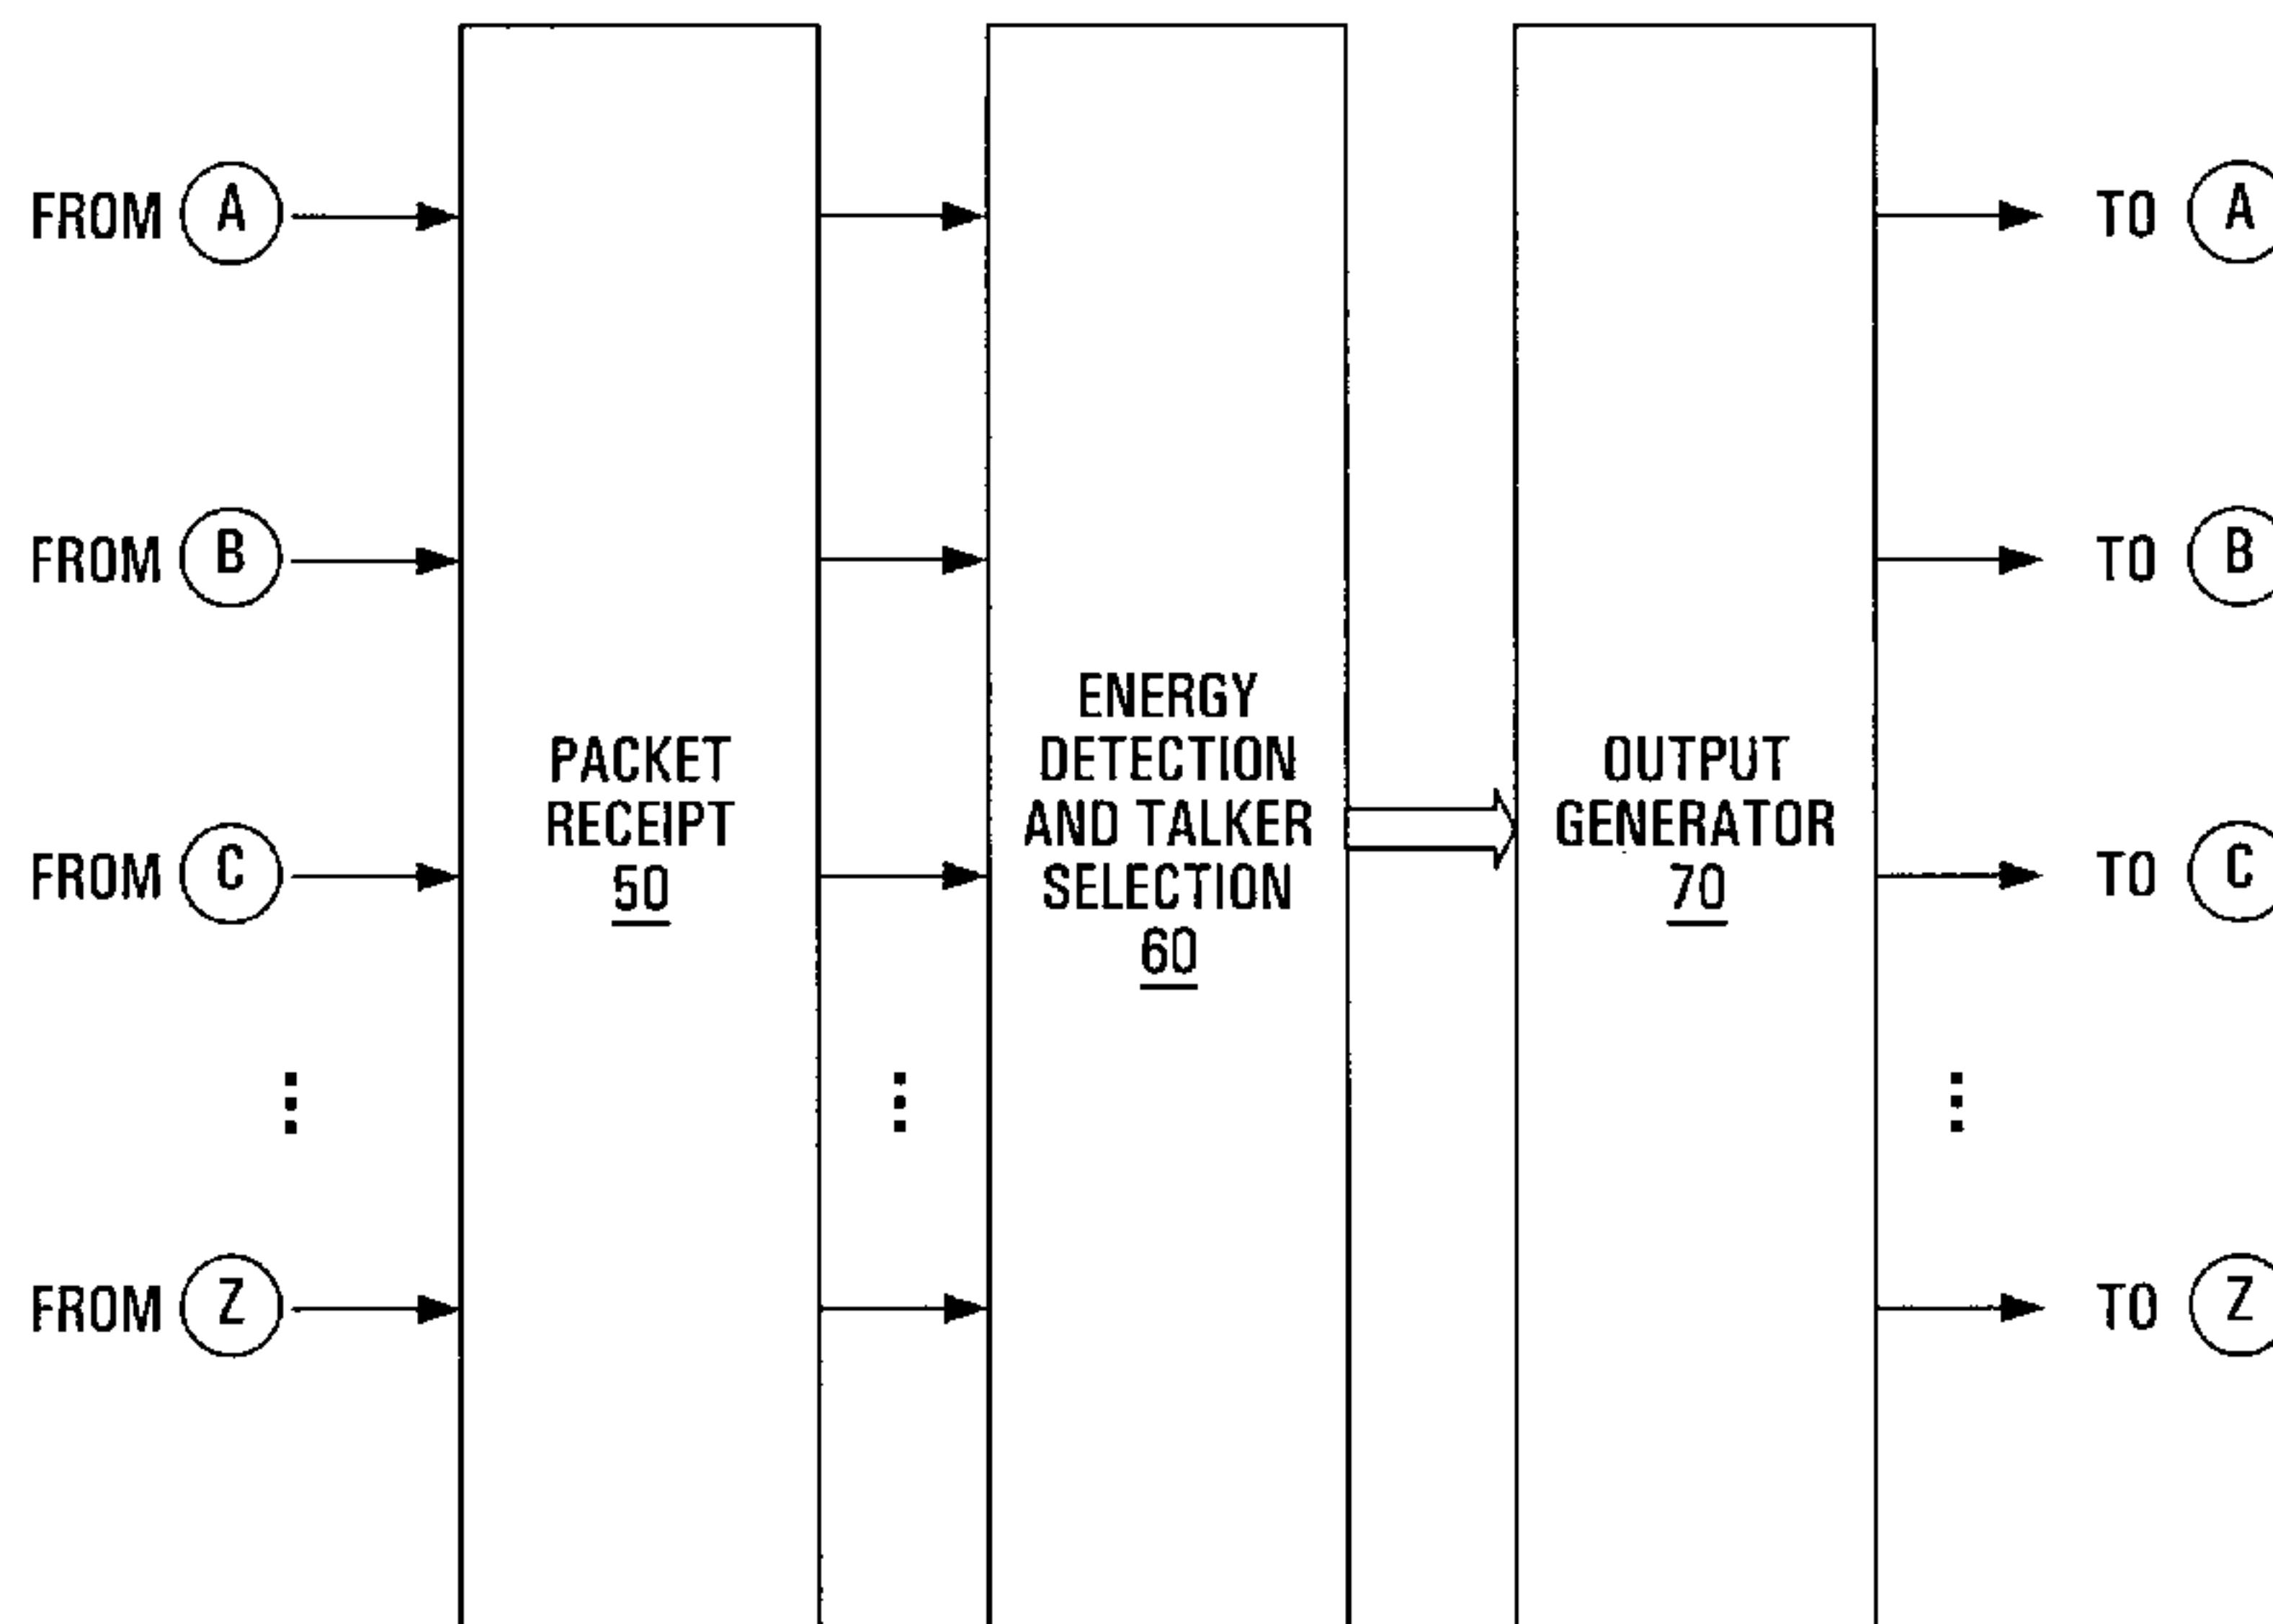 FROM A
FROM B
FROM C
FROM Z
PACKET
RECEIPT
50
ENERGY
DETECTION
AND TALKER
SELECTION
60
OUTPUT
GENERATOR
70
TO A
TO B
TO C
TO Z